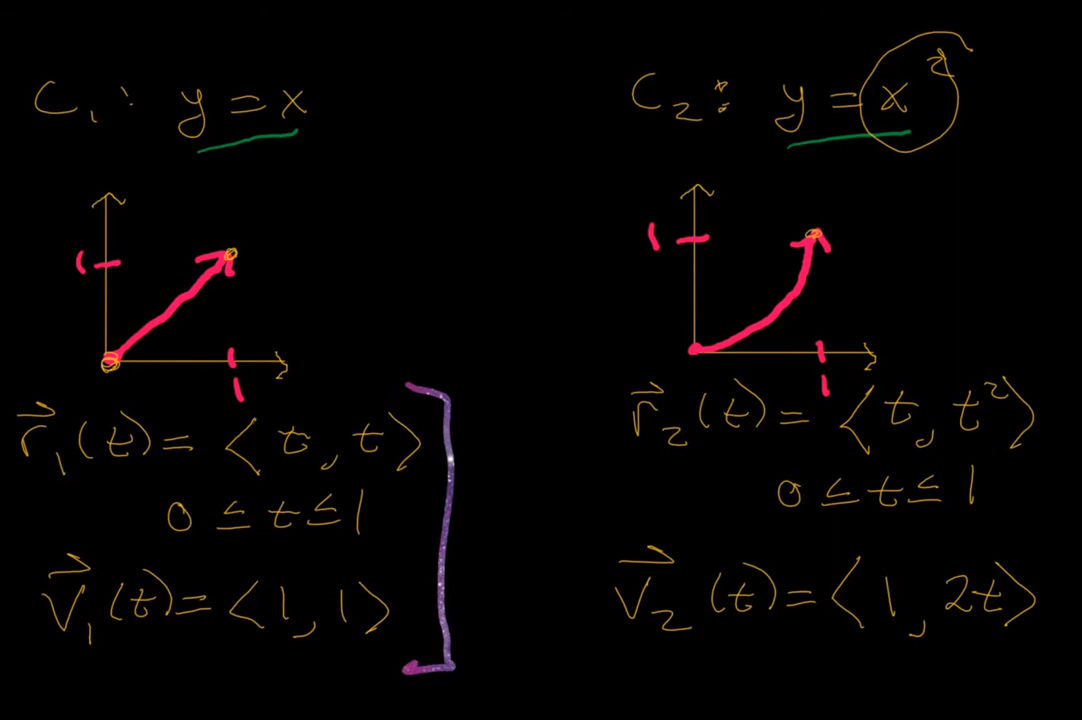 C₁: y = x
1
1
r⃗₁(t) = ⟨t, t⟩
0 ≤ t ≤ 1
v⃗₁(t) = ⟨1, 1⟩
C₂: y = x²
1
1
r⃗₂(t) = ⟨t, t²⟩
0 ≤ t ≤ 1
v⃗₂(t) = ⟨1, 2t⟩